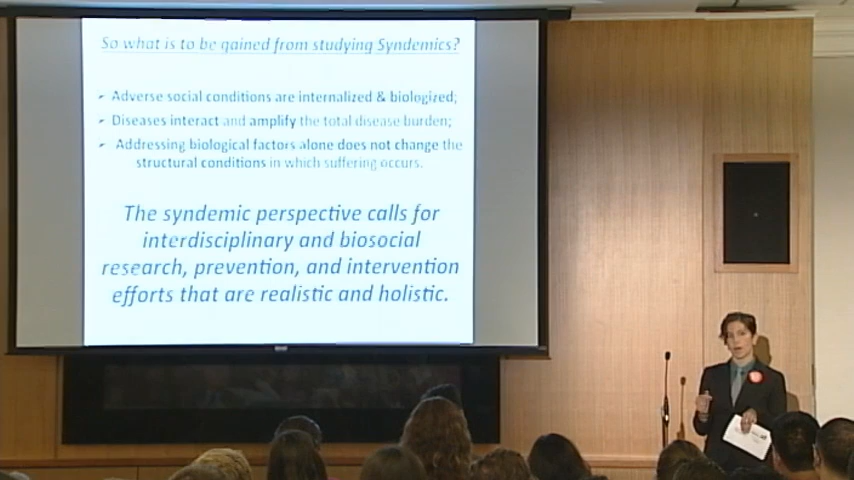 So what is to be gained from studying Syndemics?
➢ Adverse social conditions are internalized & biologized;
➢ Diseases interact and amplify the total disease burden;
➢ Addressing biological factors alone does not change the
structural conditions in which suffering occurs.
The syndemic perspective calls for
interdisciplinary and biosocial
research, prevention, and intervention
efforts that are realistic and holistic.